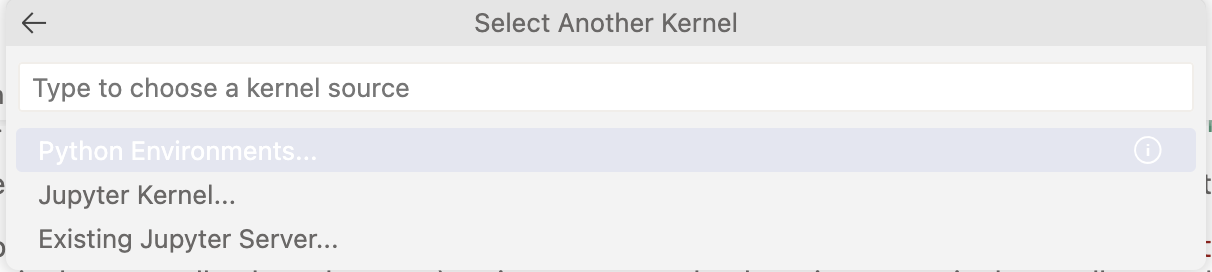 Select Another Kernel
Type to choose a kernel source
Python Environments...
Jupyter Kernel...
Existing Jupyter Server...